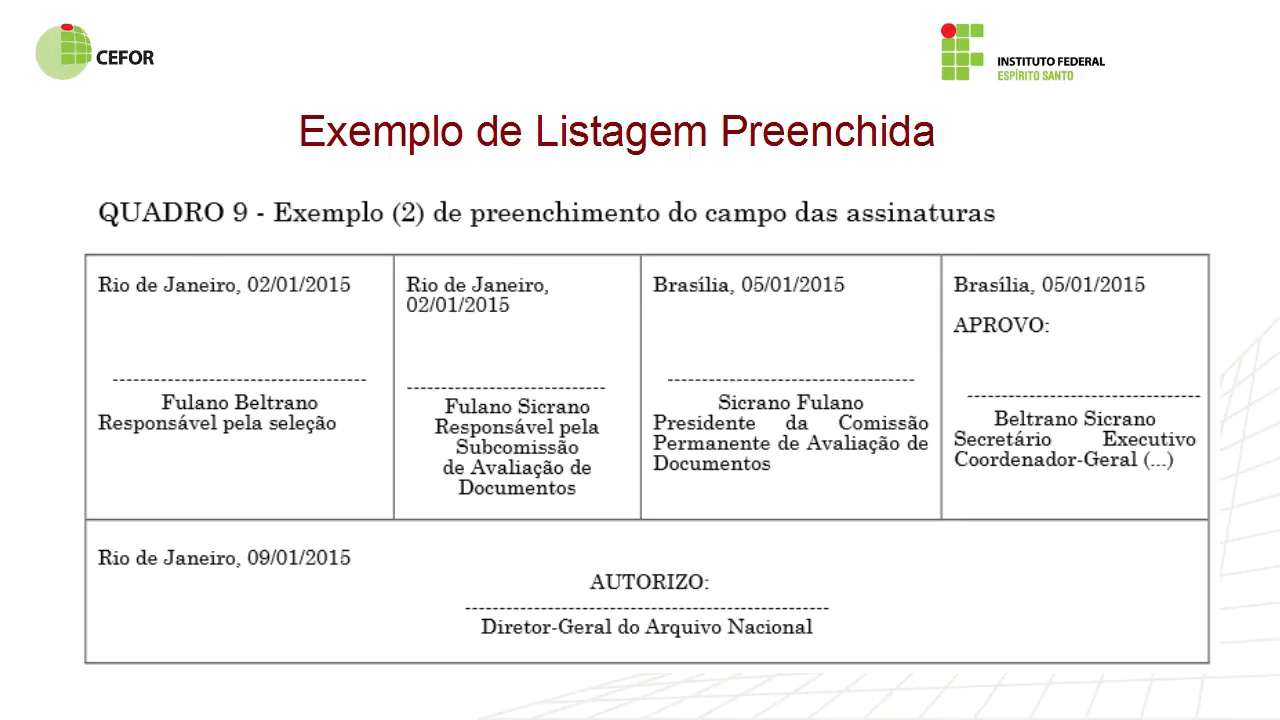 CEFOR
INSTITUTO FEDERAL
ESPÍRITO SANTO
Exemplo de Listagem Preenchida
QUADRO 9 - Exemplo (2) de preenchimento do campo das assinaturas
Rio de Janeiro, 02/01/2015
------------------------------------
Fulano Beltrano
Responsável pela seleção
Rio de Janeiro,
02/01/2015
----------------------------
Fulano Sicrano
Responsável pela
Subcomissão
de Avaliação de
Documentos
Brasília, 05/01/2015
-----------------------------------
Sicrano Fulano
Presidente da Comissão
Permanente de Avaliação de
Documentos
Brasília, 05/01/2015
APROVO:
---------------------------------
Beltrano Sicrano
Secretário Executivo
Coordenador-Geral (...)
Rio de Janeiro, 09/01/2015
AUTORIZO:
----------------------------------------------------
Diretor-Geral do Arquivo Nacional